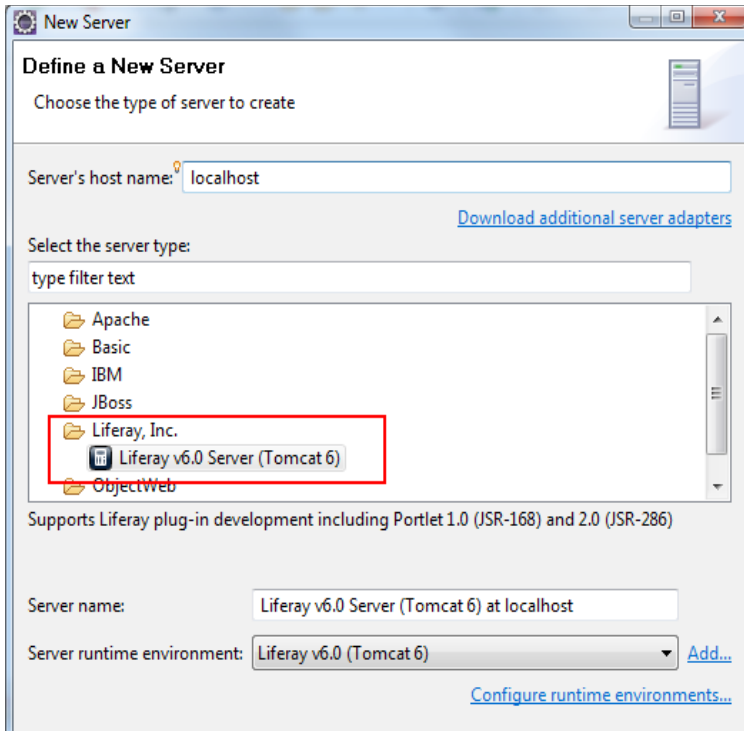 New Server
Define a New Server
Choose the type of server to create
Server's host name: localhost
Download additional server adapters
Select the server type:
type filter text
Apache
Basic
IBM
JBoss
Liferay, Inc.
Liferay v6.0 Server (Tomcat 6)
ObjectWeb
Supports Liferay plug-in development including Portlet 1.0 (JSR-168) and 2.0 (JSR-286)
Server name: Liferay v6.0 Server (Tomcat 6) at localhost
Server runtime environment: Liferay v6.0 (Tomcat 6) Add...
Configure runtime environments...